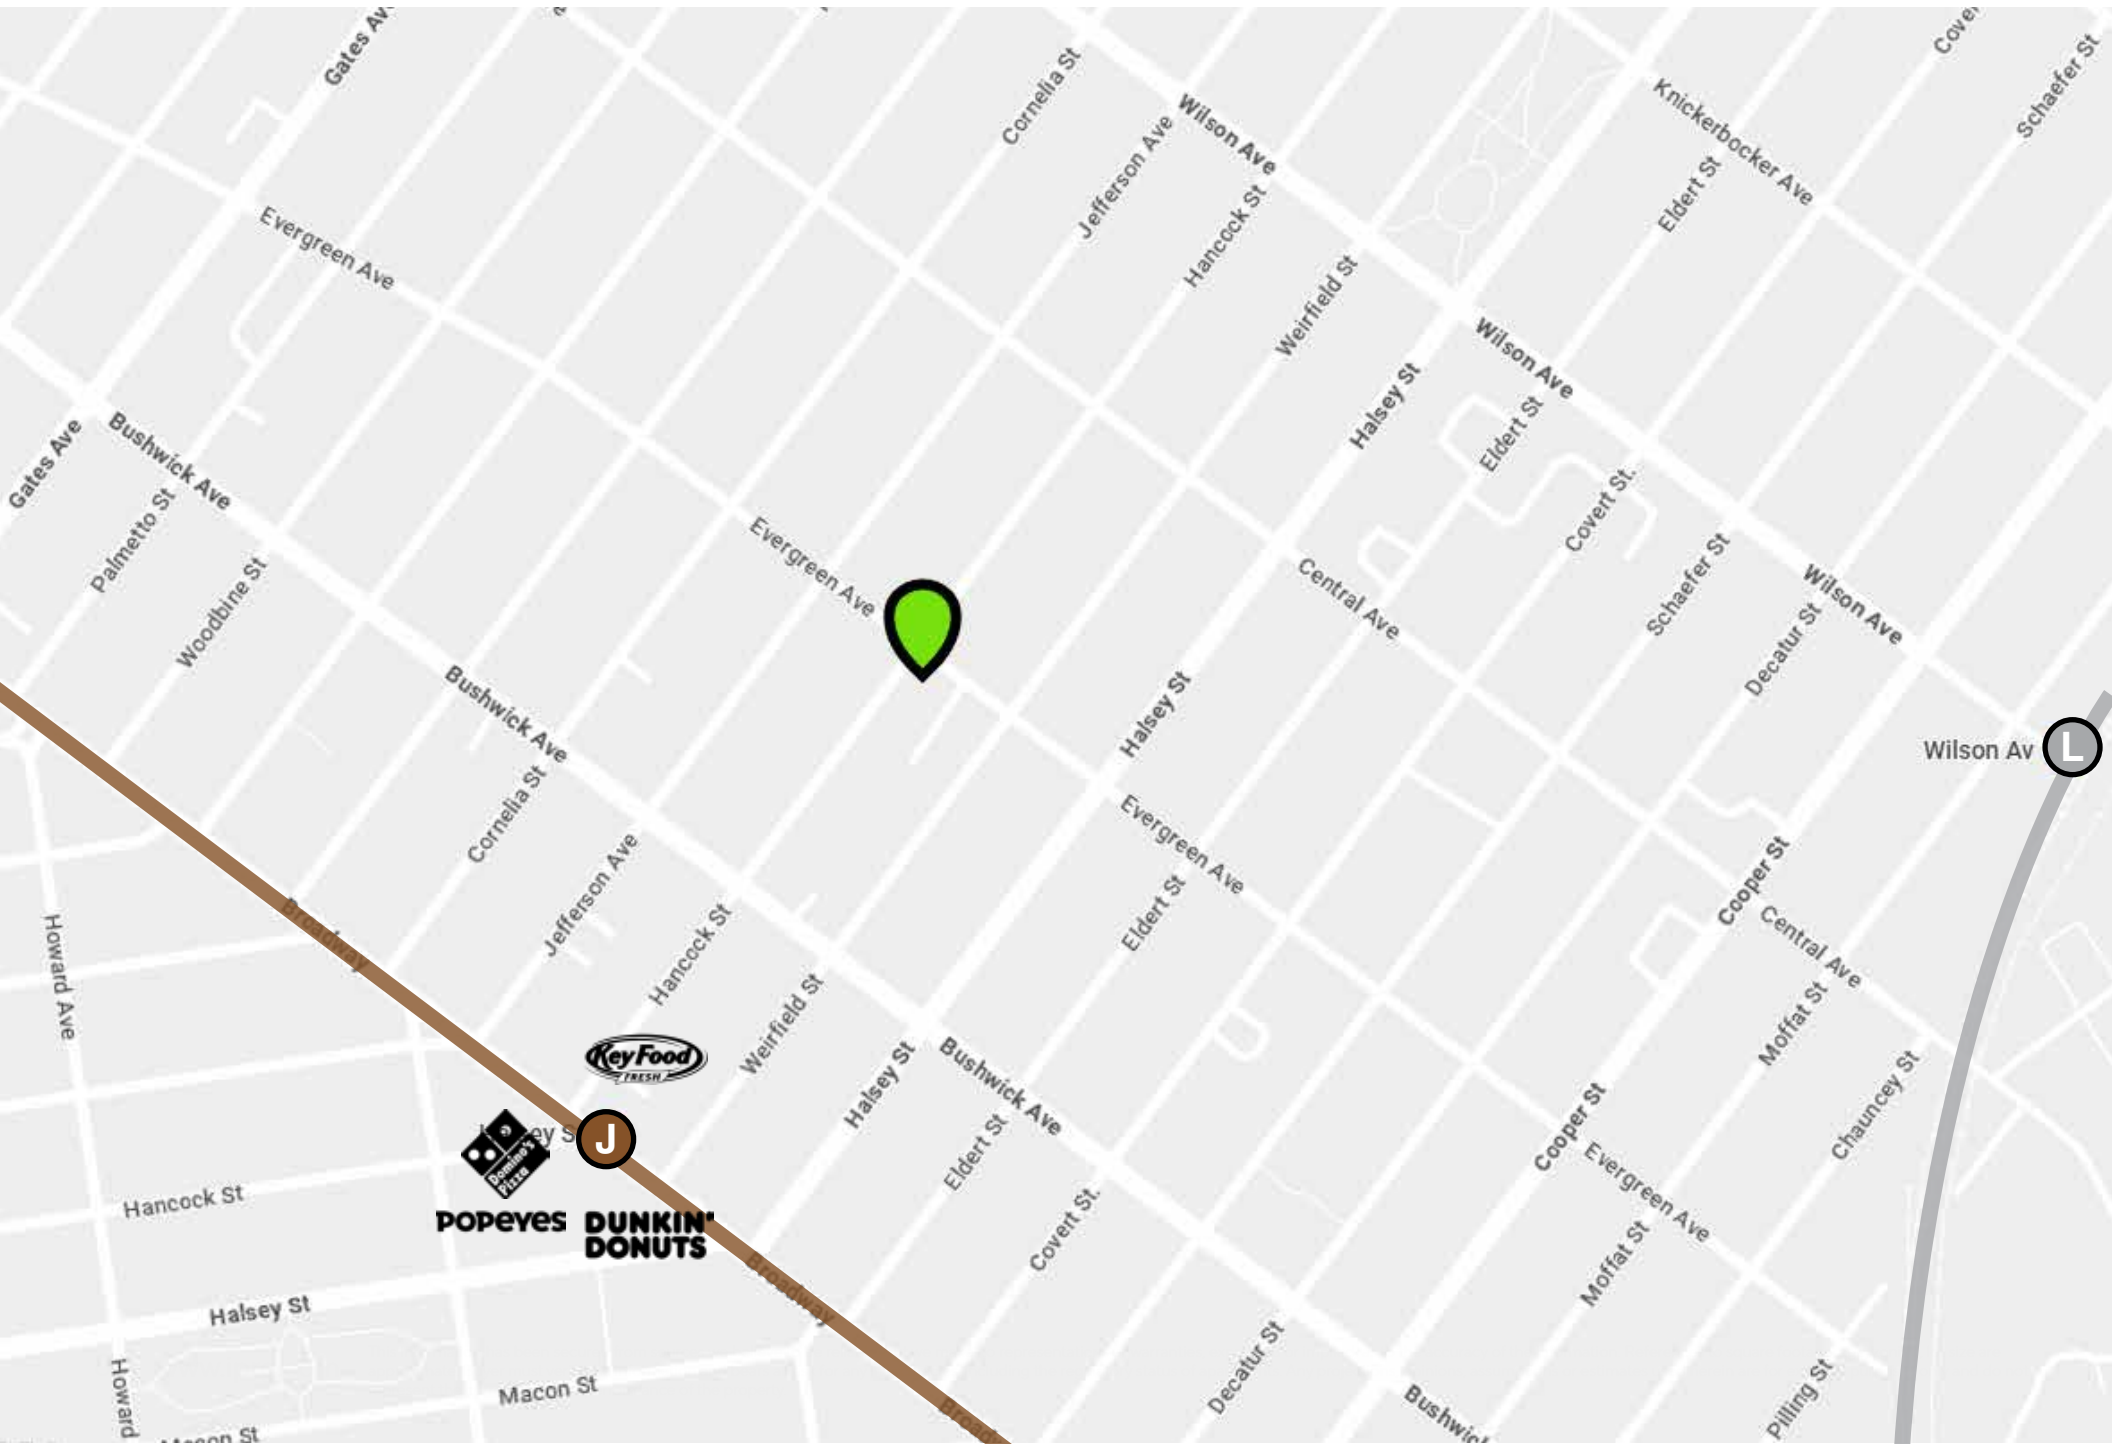 Gates Av
Cornelia St
Wilson Ave
Knickerbocker Ave
Schaefer St
Jefferson Ave
Eldert St
Hancock St
Evergreen Ave
Weirfield St
Wilson Ave
Halsey St
Gates Ave
Bushwick Ave
Eldert St
Covert St.
Palmetto St
Evergreen Ave
Central Ave
Schaefer St
Wilson Ave
Woodbine St
Decatur St
Bushwick Ave
Halsey St
Wilson Av
L
Cornelia St
Evergreen Ave
Jefferson Ave
Cooper St
Eldert St
Broadway
Hancock St
Central Ave
Howard Ave
Weirfield St
Moffat St
Key Food
FRESH
Halsey St
Bushwick Ave
Chauncey St
J
Domino's
Pizza
Eldert St
Cooper St
Evergreen Ave
Hancock St
POPEYES
DUNKIN'
DONUTS
Covert St.
Moffat St
Halsey St
Broadway
Macon St
Decatur St
Howard
Pilling St